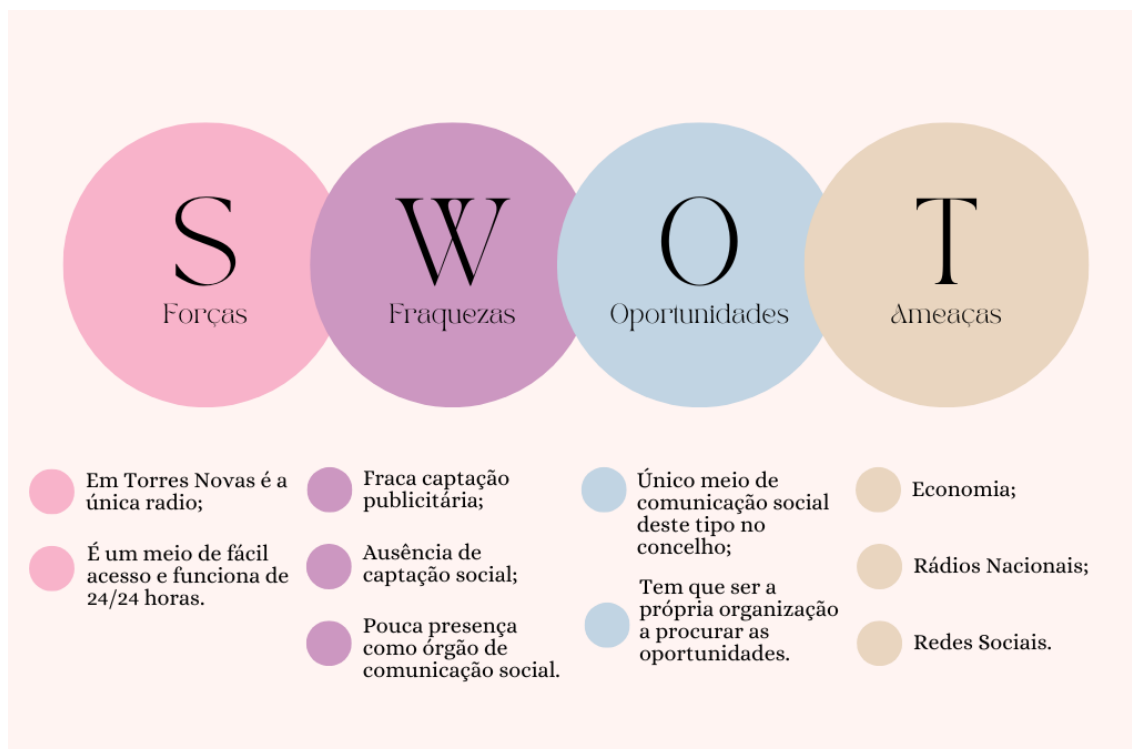 S
Forças
W
Fraquezas
O
Oportunidades
T
Ameaças
Em Torres Novas é a
única radio;
É um meio de fácil
acesso e funciona de
24/24 horas.
Fraca captação
publicitária;
Ausência de
captação social;
Pouca presença
como órgão de
comunicação social.
Único meio de
comunicação social
deste tipo no
concelho;
Tem que ser a
própria organização
a procurar as
oportunidades.
Economia;
Rádios Nacionais;
Redes Sociais.